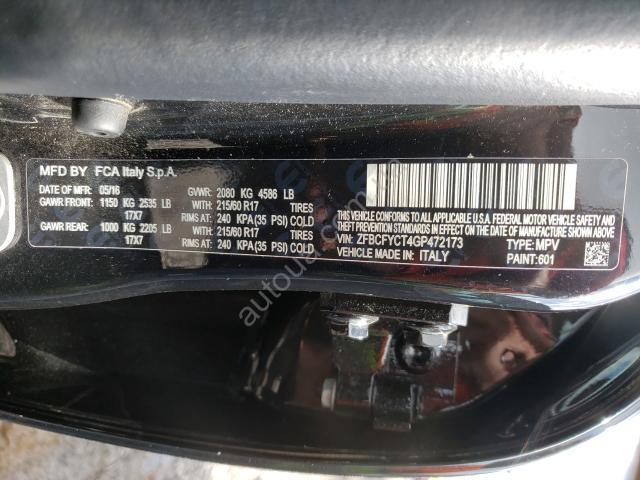 MFD BY FCA Italy S.p.A.
DATE OF MFR: 05/16 GVWR: 2080 KG 4586 LB
GAWR FRONT: 1150 KG 2535 LB WITH: 215/60 R17 TIRES
17X7 RIMS AT: 240 KPA(35 PSI) COLD
GAWR REAR: 1000 KG 2205 LB WITH: 215/60 R17 TIRES
17X7 RIMS AT: 240 KPA(35 PSI) COLD
THIS VEHICLE CONFORMS TO ALL APPLICABLE U.S.A. FEDERAL MOTOR VEHICLE SAFETY
BUMPER AND THEFT PREVENTION STANDARDS IN EFFECT ON THE DATE OF MANUFACTURE SHOWN ABOVE.
VIN: ZFBCFYCT4GP472173 TYPE: MPV
VEHICLE MADE IN: ITALY PAINT:601